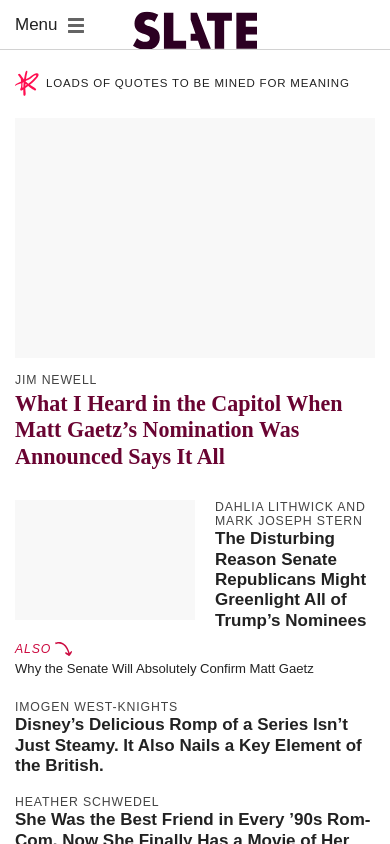 Menu
SLATE
LOADS OF QUOTES TO BE MINED FOR MEANING
JIM NEWELL
What I Heard in the Capitol When
Matt Gaetz’s Nomination Was
Announced Says It All
DAHLIA LITHWICK AND
MARK JOSEPH STERN
The Disturbing
Reason Senate
Republicans Might
Greenlight All of
Trump’s Nominees
ALSO
Why the Senate Will Absolutely Confirm Matt Gaetz
IMOGEN WEST-KNIGHTS
Disney’s Delicious Romp of a Series Isn’t
Just Steamy. It Also Nails a Key Element of
the British.
HEATHER SCHWEDEL
She Was the Best Friend in Every ’90s Rom-
Com. Now She Finally Has a Movie of Her